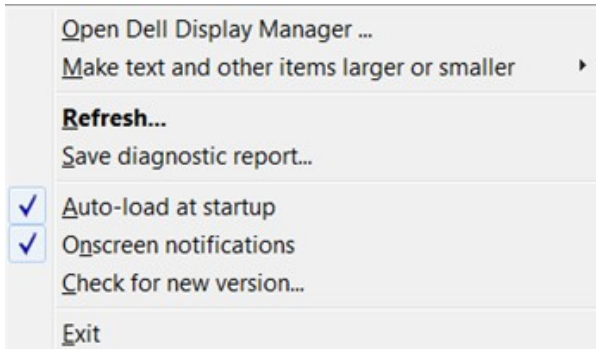 Open Dell Display Manager ...
Make text and other items larger or smaller
Refresh...
Save diagnostic report...
Auto-load at startup
Onscreen notifications
Check for new version...
Exit